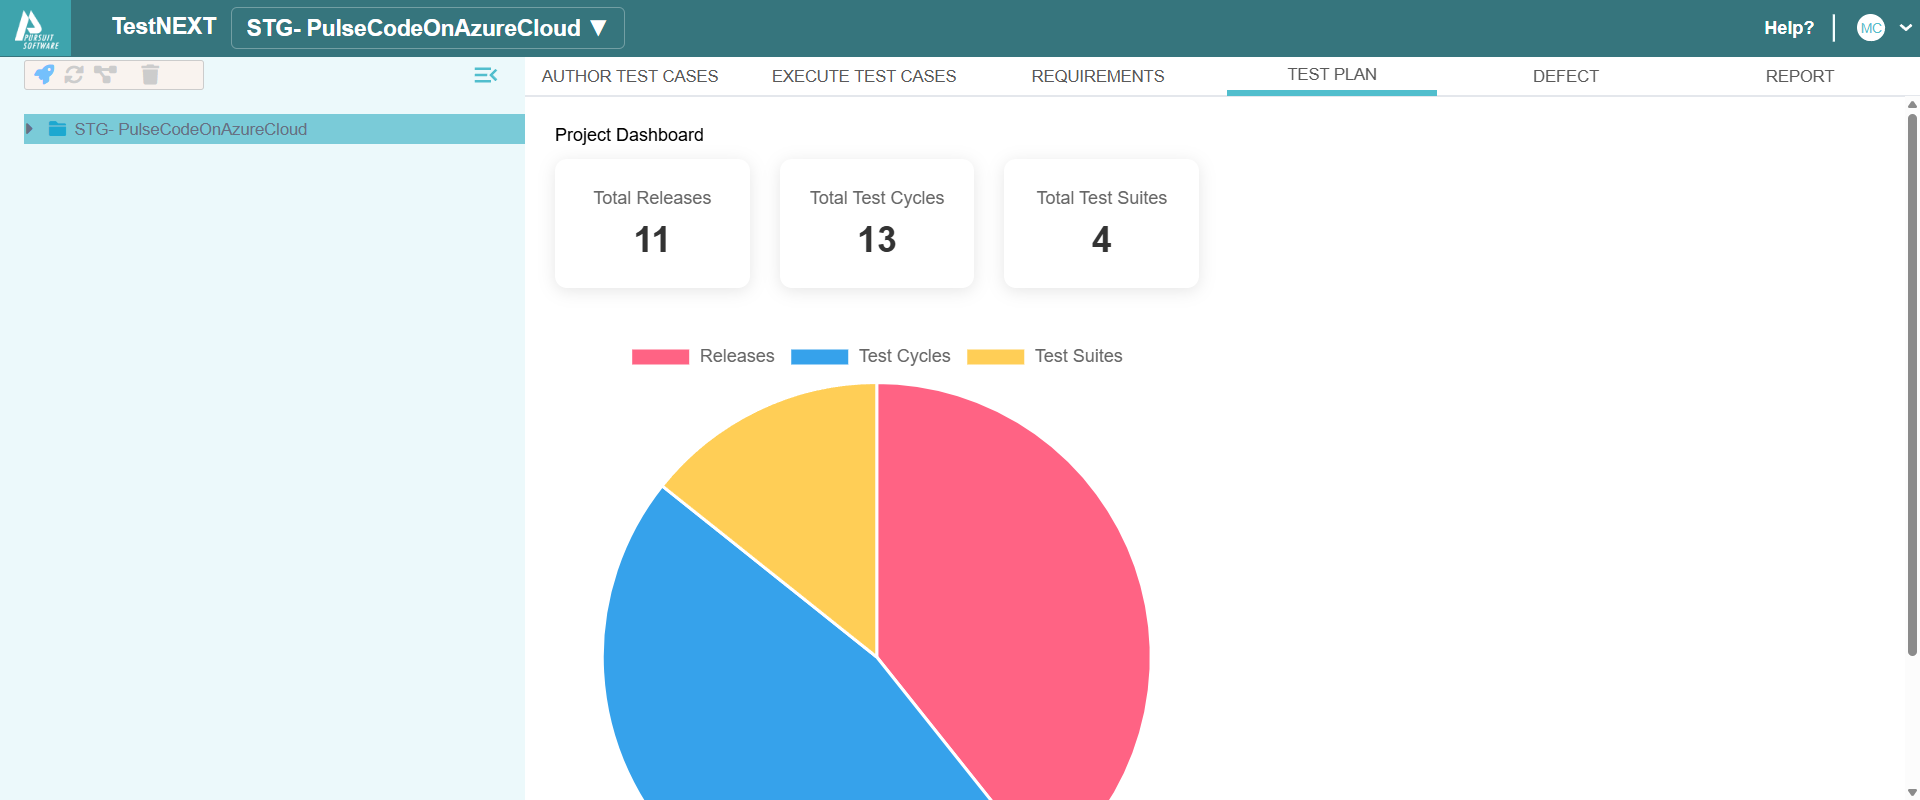 PURSUIT
SOFTWARE
TestNEXT
STG- PulseCodeOnAzureCloud ▼
Help?
MC
AUTHOR TEST CASES
EXECUTE TEST CASES
REQUIREMENTS
TEST PLAN
DEFECT
REPORT
STG- PulseCodeOnAzureCloud
Project Dashboard
Total Releases
11
Total Test Cycles
13
Total Test Suites
4
Releases
Test Cycles
Test Suites